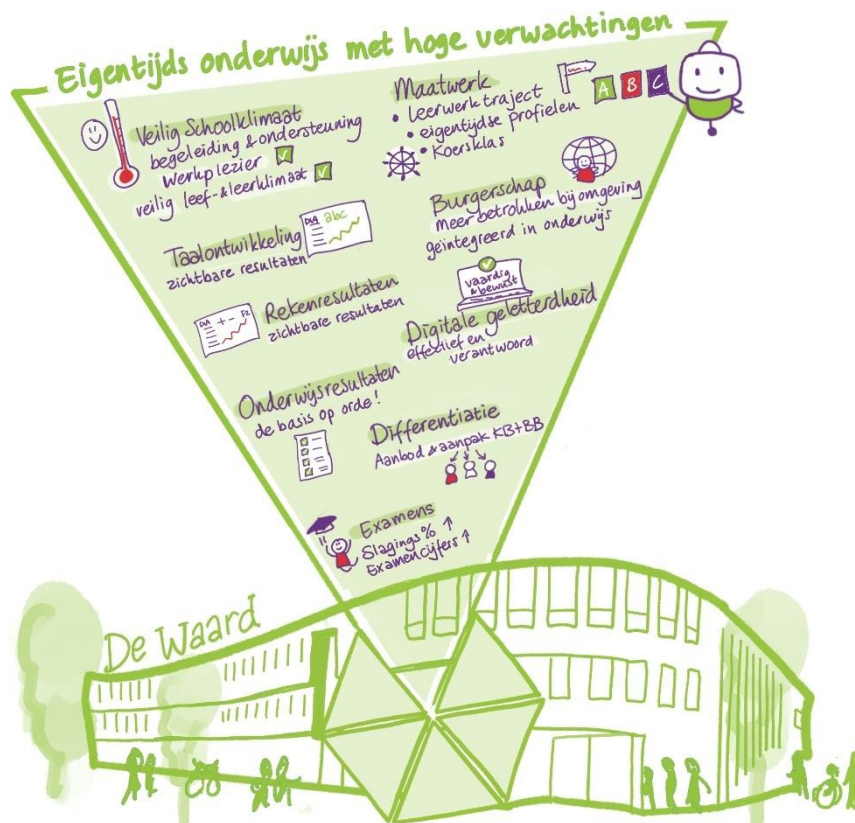 Eigentijds onderwijs met hoge verwachtingen
Veilig Schoolklimaat
begeleiding & ondersteuning
Werkplezier
veilig leef- & leerklimaat
Maatwerk
• leerwerktraject
• eigentijdse profielen
• Koersklas
A B C
Burgerschap
meer betrokken bij omgeving
geïntegreerd in onderwijs
Taalontwikkeling
zichtbare resultaten
DIA abc
Rekenresultaten
zichtbare resultaten
DIA + -
vaardig
& bewust
Digitale geletterdheid
effectief en
verantwoord
Onderwijsresultaten
de basis op orde!
Differentiatie
Aanbod & aanpak KB+BB
Examens
Slagings% ↑
Examencijfers ↑
De Waard